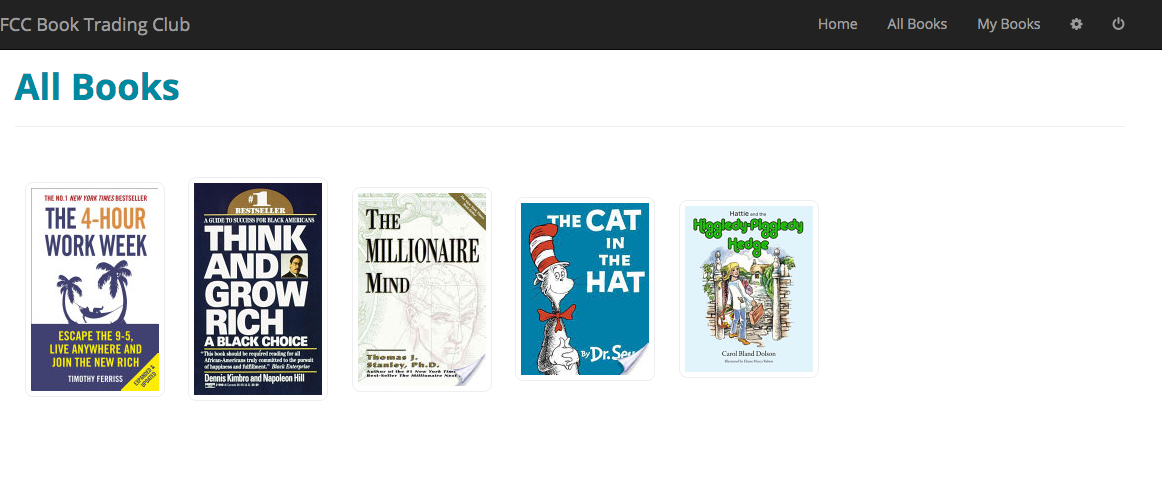 FCC Book Trading Club
Home
All Books
My Books
All Books
THE NO.1 NEW YORK TIMES BESTSELLER
THE 4-HOUR
WORK WEEK
ESCAPE THE 9-5,
LIVE ANYWHERE AND
JOIN THE NEW RICH
TIMOTHY FERRISS
EXPANDED &
UPDATED
#1
BESTSELLER
A GUIDE TO SUCCESS FOR BLACK AMERICANS
THINK
AND
GROW
RICH
A BLACK CHOICE
"This book should be required reading for all
African-Americans truly committed to the pursuit
of happiness and fulfillment." Black Enterprise
Dennis Kimbro and Napoleon Hill
THE
MILLIONAIRE
MIND
Thomas J.
Stanley, Ph.D.
Author of the #1 New York Tim
Best-Seller The Millionaire Next
THE CAT
IN
THE
HAT
By Dr. Seu
Hattie and the
Higgledy-Piggledy
Hedge
Carol Bland Dolson